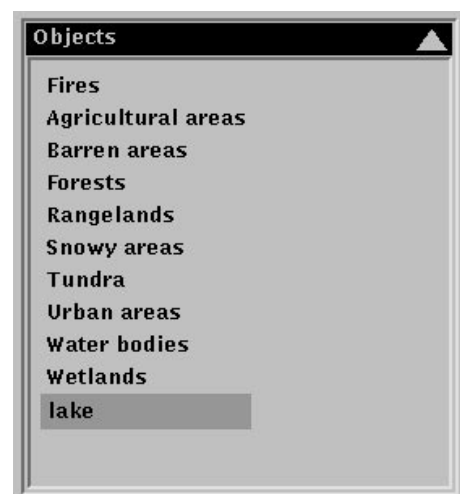 Objects
Fires
Agricultural areas
Barren areas
Forests
Rangelands
Snowy areas
Tundra
Urban areas
Water bodies
Wetlands
lake